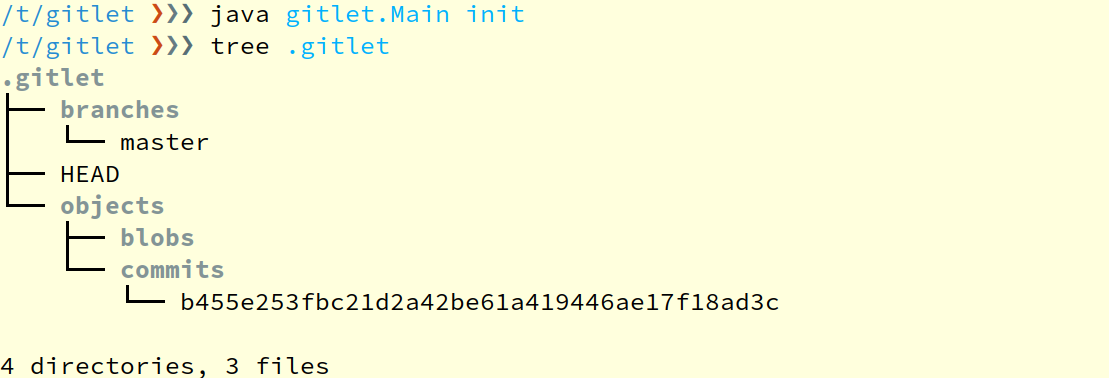 /t/gitlet ❯❯❯ java gitlet.Main init
/t/gitlet ❯❯❯ tree .gitlet
.gitlet
├── branches
│   └── master
├── HEAD
└── objects
    ├── blobs
    └── commits
        └── b455e253fbc21d2a42be61a419446ae17f18ad3c

4 directories, 3 files